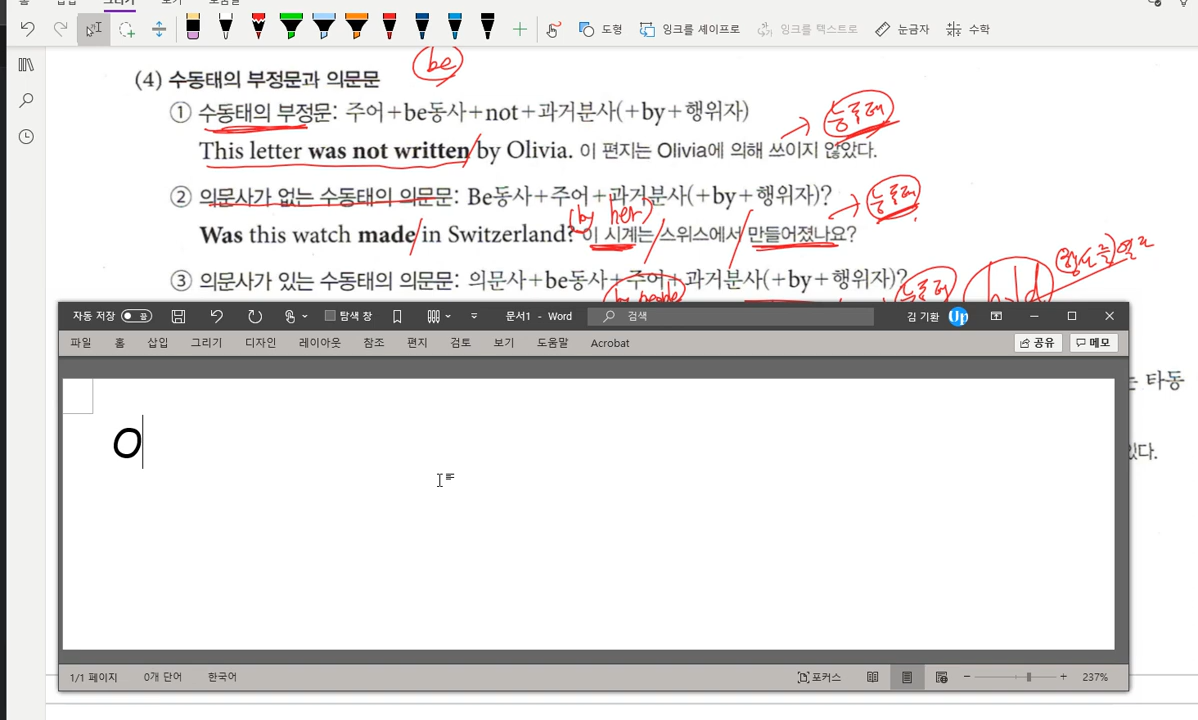 도형
잉크를 셰이프로
잉크를 텍스트로
눈금자
수학
be
(4) 수동태의 부정문과 의문문
① 수동태의 부정문: 주어+be동사+not+과거분사(+by+행위자)
능동태
This letter was not written by Olivia. 이 편지는 Olivia에 의해 쓰이지 않았다.
② 의문사가 없는 수동태의 의문문: Be동사+주어+과거분사(+by+행위자)?
능동태
(by her)
Was this watch made in Switzerland? 이 시계는 스위스에서 만들어졌나요?
③ 의문사가 있는 수동태의 의문문: 의문사+be동사+주어+과거분사(+by+행위자)?
능동태
by people
자동 저장 끔
탐색 창
문서1 - Word
검색
김 기환
파일 홈 삽입 그리기 디자인 레이아웃 참조 편지 검토 보기 도움말 Acrobat
공유 메모
는 타동
O
있다.
1/1 페이지 0개 단어 한국어
포커스
237%